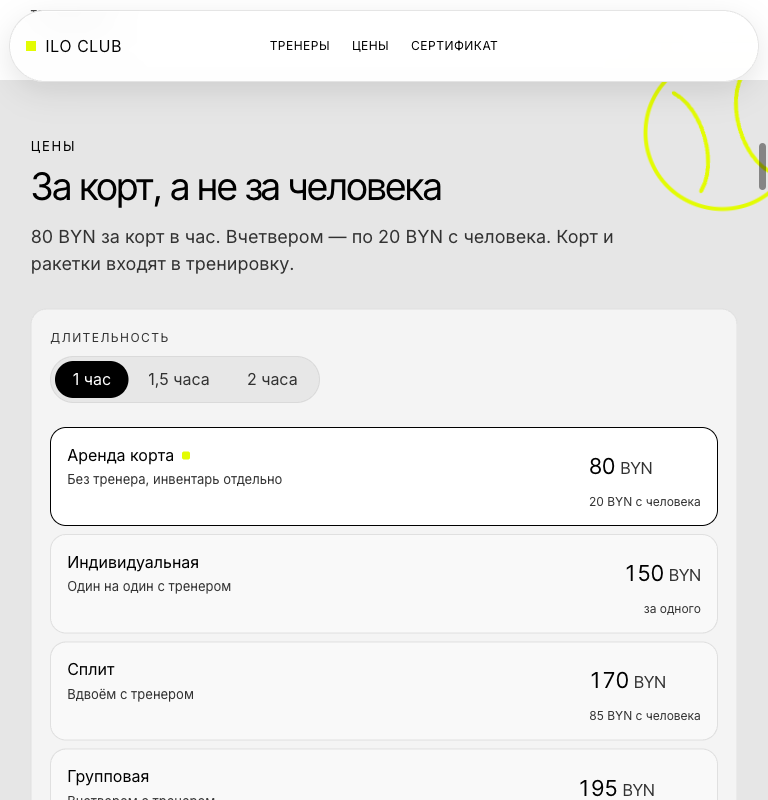 ILO CLUB
ТРЕНЕРЫ ЦЕНЫ СЕРТИФИКАТ
ЦЕНЫ
За корт, а не за человека
80 BYN за корт в час. Вчетвером — по 20 BYN с человека. Корт и
ракетки входят в тренировку.
ДЛИТЕЛЬНОСТЬ
1 час 1,5 часа 2 часа
Аренда корта
80 BYN
Без тренера, инвентарь отдельно
20 BYN с человека
Индивидуальная
150 BYN
Один на один с тренером
за одного
Сплит
170 BYN
Вдвоём с тренером
85 BYN с человека
Групповая
195 BYN
Вчетвером с тренером